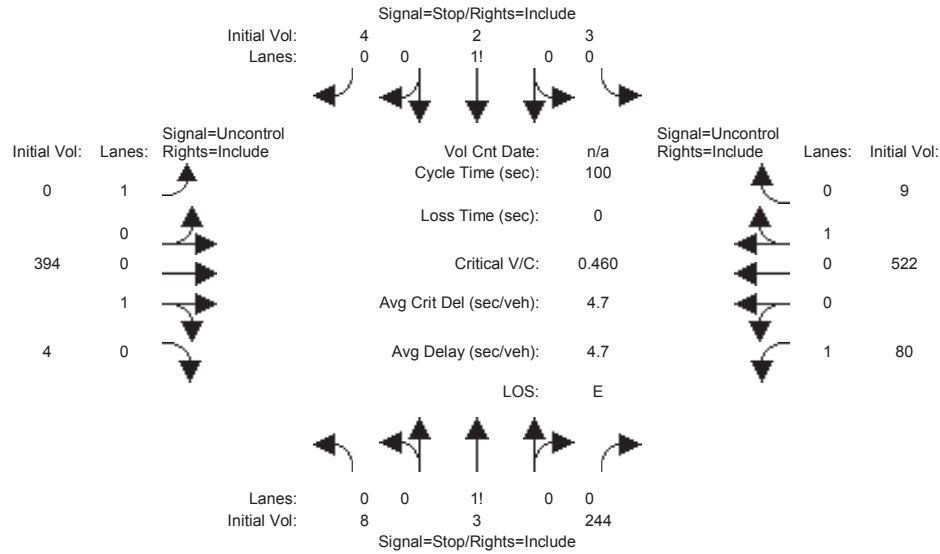 Signal=Stop/Rights=Include
Initial Vol: 4 2 3
Lanes: 0 0 1! 0 0
Signal=Uncontrol
Initial Vol: Lanes: Rights=Include
Vol Cnt Date: n/a
Signal=Uncontrol
Rights=Include Lanes: Initial Vol:
Cycle Time (sec): 100
0 1
0 9
Loss Time (sec): 0
0
1
394 0
Critical V/C: 0.460
0 522
1
Avg Crit Del (sec/veh): 4.7
0
4 0
Avg Delay (sec/veh): 4.7
1 80
LOS: E
Lanes: 0 0 1! 0 0
Initial Vol: 8 3 244
Signal=Stop/Rights=Include